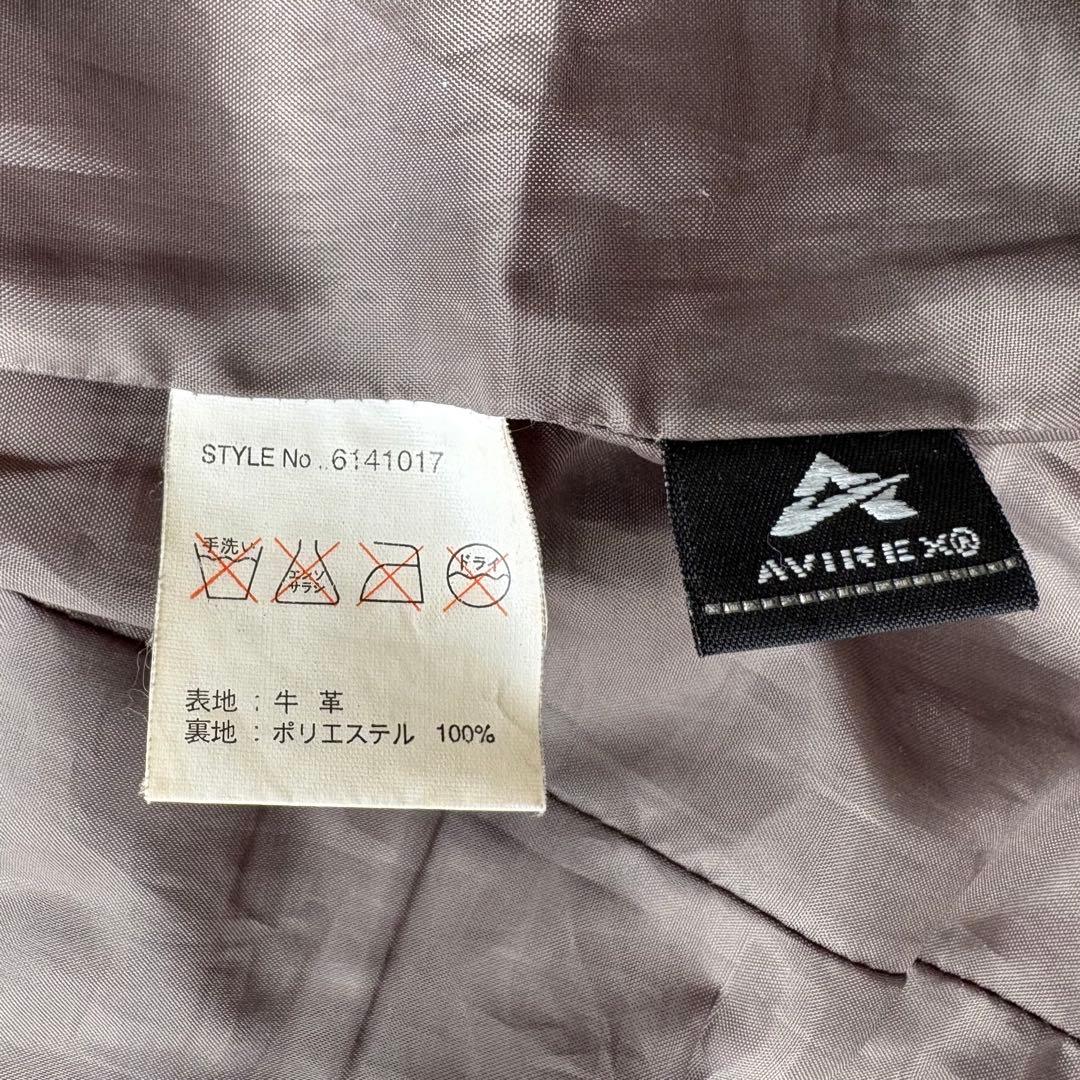 STYLE No. 6141017
手洗い
エンソ
サラシ
ドライ
表地 : 牛 革
裏地 : ポリエステル 100%
AVIREX®